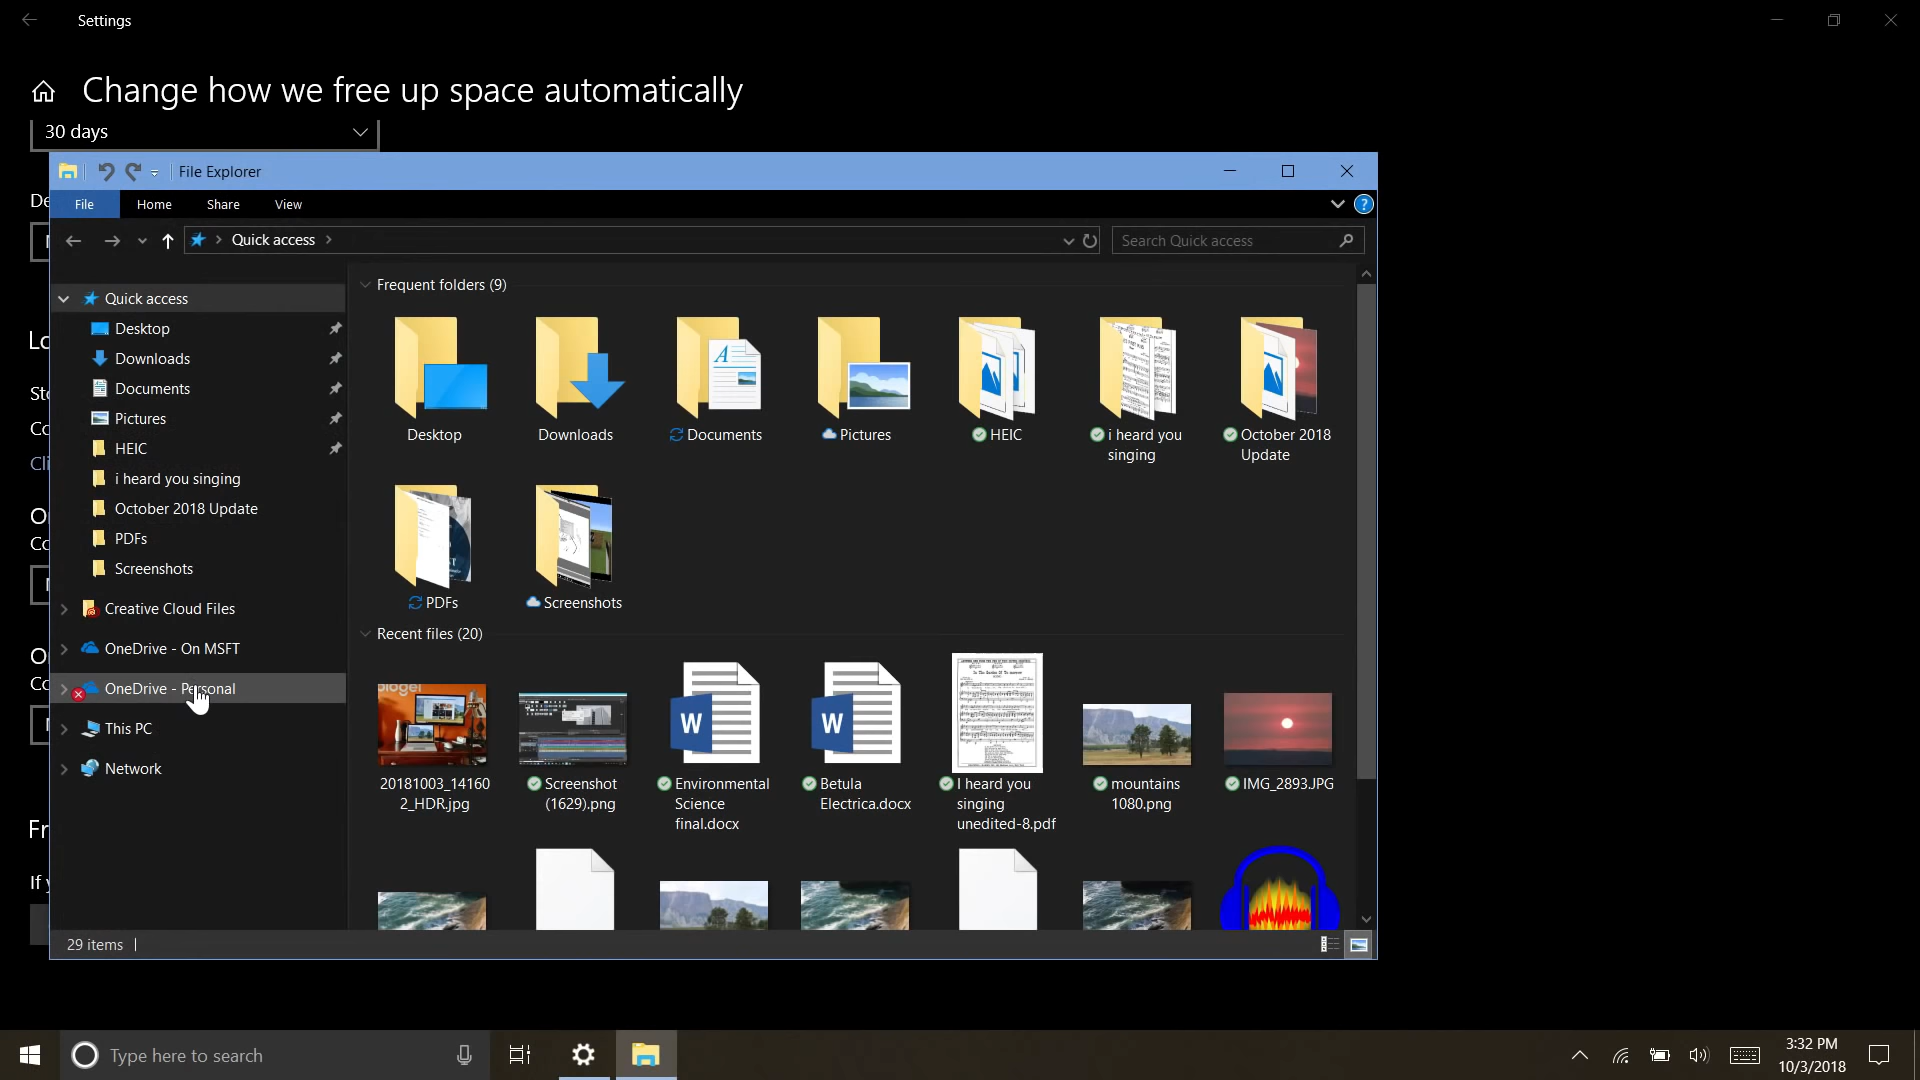 Settings
Change how we free up space automatically
30 days
File Explorer
File
Home
Share
View
Quick access
Search Quick access
Quick access
Desktop
Downloads
Documents
Pictures
HEIC
i heard you singing
October 2018 Update
PDFs
Screenshots
Creative Cloud Files
OneDrive - On MSFT
OneDrive - Personal
This PC
Network
Frequent folders (9)
Desktop
Downloads
Documents
Pictures
HEIC
i heard you
singing
October 2018
Update
PDFs
Screenshots
Recent files (20)
20181003_14160
2_HDR.jpg
Screenshot
(1629).png
Environmental
Science
final.docx
Betula
Electrica.docx
I heard you
singing
unedited-8.pdf
mountains
1080.png
IMG_2893.JPG
29 items
Type here to search
3:32 PM
10/3/2018